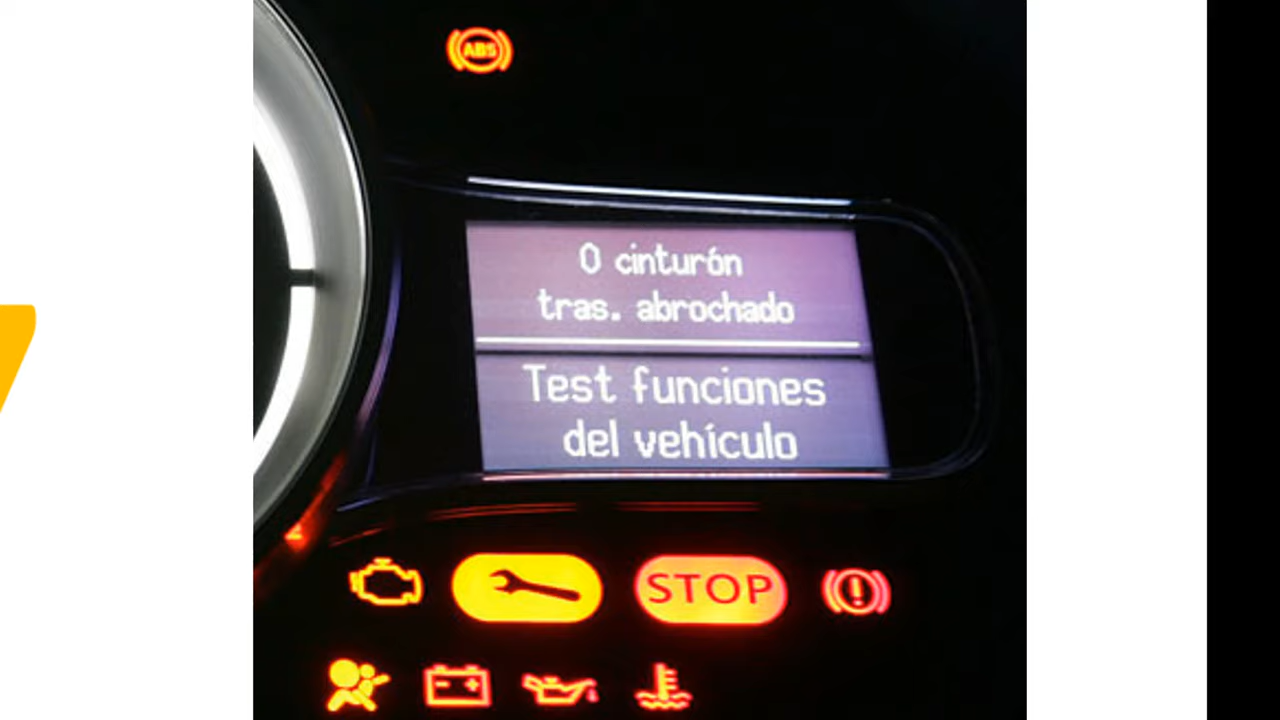 ABS
0 cinturón
tras. abrochado
Test funciones
del vehículo
STOP